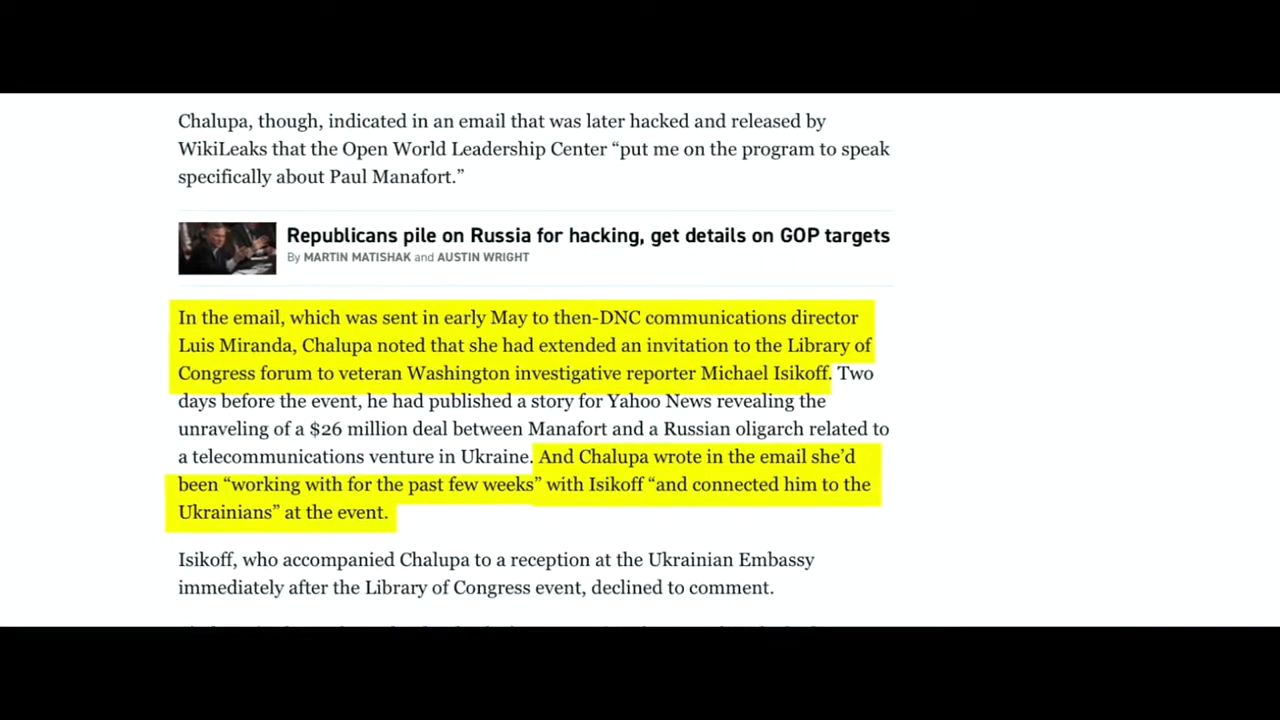 Chalupa, though, indicated in an email that was later hacked and released by
WikiLeaks that the Open World Leadership Center “put me on the program to speak
specifically about Paul Manafort.”
Republicans pile on Russia for hacking, get details on GOP targets
By MARTIN MATISHAK and AUSTIN WRIGHT
In the email, which was sent in early May to then-DNC communications director
Luis Miranda, Chalupa noted that she had extended an invitation to the Library of
Congress forum to veteran Washington investigative reporter Michael Isikoff. Two
days before the event, he had published a story for Yahoo News revealing the
unraveling of a $26 million deal between Manafort and a Russian oligarch related to
a telecommunications venture in Ukraine. And Chalupa wrote in the email she’d
been “working with for the past few weeks” with Isikoff “and connected him to the
Ukrainians” at the event.
Isikoff, who accompanied Chalupa to a reception at the Ukrainian Embassy
immediately after the Library of Congress event, declined to comment.